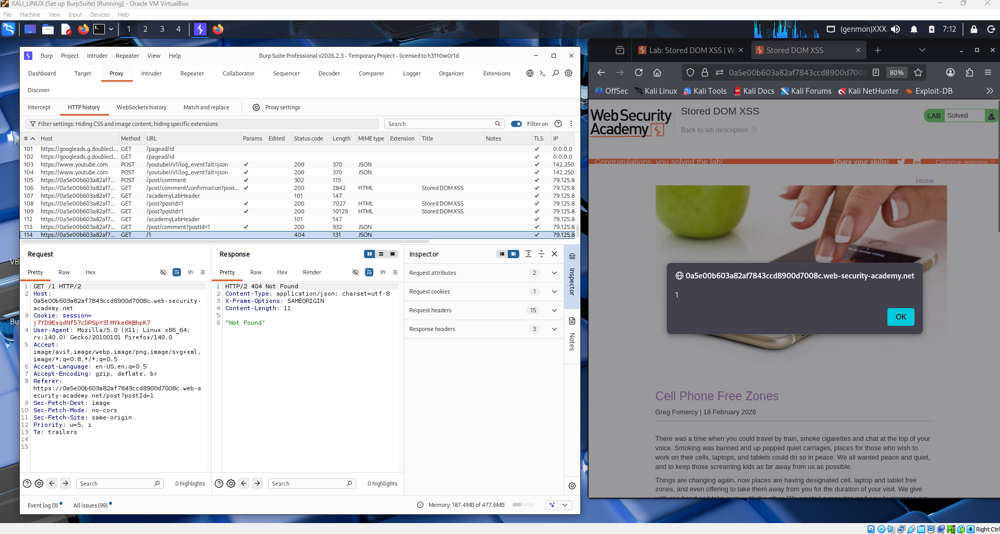 KALI_LINUX (Set up BurpSuite) [Running] - Oracle VM VirtualBox
File Machine View Input Devices Help
1 2 3 4 (genmon)XXX 7:12
Burp Project Intruder Repeater View Help Burp Suite Professional v2026.2.3 - Temporary Project - licensed to h3110w0r1d
Dashboard Target Proxy Intruder Repeater Collaborator Sequencer Decoder Comparer Logger Organizer Extensions
Discover
Intercept HTTP history WebSockets history Match and replace Proxy settings
Filter settings: Hiding CSS and image content; hiding specific extensions Search Filter on
# Host Method URL Params Edited Status code Length MIME type Extension Title Notes TLS IP
101 https://googleads.g.doublecl... GET /pagead/id ✓ 0.0.0.0
102 https://googleads.g.doublecl... GET /pagead/id ✓ 0.0.0.0
103 https://www.youtube.com POST /youtubei/v1/log_event?alt=json ✓ 200 370 JSON ✓ 142.250.
104 https://www.youtube.com POST /youtubei/v1/log_event?alt=json ✓ 200 370 JSON ✓ 142.250.
105 https://0a5e00b603a82af7... POST /post/comment ✓ 302 115 ✓ 79.125.8
106 https://0a5e00b603a82af7... GET /post/comment/confirmation?post... ✓ 200 2842 HTML Stored DOM XSS ✓ 79.125.8
107 https://0a5e00b603a82af7... GET /academyLabHeader 101 147 ✓ 79.125.8
108 https://0a5e00b603a82af7... GET /post?postId=1 ✓ 200 7027 HTML Stored DOM XSS ✓ 79.125.8
109 https://0a5e00b603a82af7... GET /post?postId=1 ✓ 200 10129 HTML Stored DOM XSS ✓ 79.125.8
112 https://0a5e00b603a82af7... GET /academyLabHeader 101 147 ✓ 79.125.8
113 https://0a5e00b603a82af7... GET /post/comment?postId=1 ✓ 200 932 JSON ✓ 79.125.8
114 https://0a5e00b603a82af7... GET /1 404 131 JSON ✓ 79.125.8
Request
Pretty Raw Hex \n
1 GET /1 HTTP/2
2 Host:
0a5e00b603a82af7843ccd8900d7008c.web-security-
academy.net
3 Cookie: session=
j7YD9ExqdNf57cDPSpY3lMYke6KBhpK7
4 User-Agent: Mozilla/5.0 (X11; Linux x86_64;
rv:140.0) Gecko/20100101 Firefox/140.0
5 Accept:
image/avif,image/webp,image/png,image/svg+xml,
image/*;q=0.8,*/*;q=0.5
6 Accept-Language: en-US,en;q=0.5
7 Accept-Encoding: gzip, deflate, br
8 Referer:
https://0a5e00b603a82af7843ccd8900d7008c.web-s
ecurity-academy.net/post?postId=1
9 Sec-Fetch-Dest: image
10 Sec-Fetch-Mode: no-cors
11 Sec-Fetch-Site: same-origin
12 Priority: u=5, i
13 Te: trailers
14
15
Search 0 highlights
Response
Pretty Raw Hex Render \n
1 HTTP/2 404 Not Found
2 Content-Type: application/json; charset=utf-8
3 X-Frame-Options: SAMEORIGIN
4 Content-Length: 11
5
6 "Not Found"
Search 0 highlights
Inspector
Request attributes 2
Request cookies 1
Request headers 15
Response headers 3
Inspector
Notes
Event log (9) All issues (99) Memory: 187.4MB of 477.6MB
Lab: Stored DOM XSS | W Stored DOM XSS
0a5e00b603a82af7843ccd8900d7008 80%
OffSec Kali Linux Kali Tools Kali Docs Kali Forums Kali NetHunter Exploit-DB
WebSecurity
Academy
Stored DOM XSS
Back to lab description
LAB Solved
Congratulations, you solved the lab! Share your skills! Continue learning
Home
0a5e00b603a82af7843ccd8900d7008c.web-security-academy.net
1
OK
Cell Phone Free Zones
Greg Fomercy | 18 February 2026
There was a time when you could travel by train, smoke cigarettes and chat at the top of your
voice. Smoking was banned and up popped quiet carriages, places for those who wish to
work on their cells, laptops, and tablets could do so in peace. We all wanted peace and quiet,
and to keep those screaming kids as far away from us as possible.
Things are changing again, now places are having designated cell, laptop and tablet free
zones, and even offering to take them away from you for the duration of your visit. We give
VB
Bu
Right Ctrl